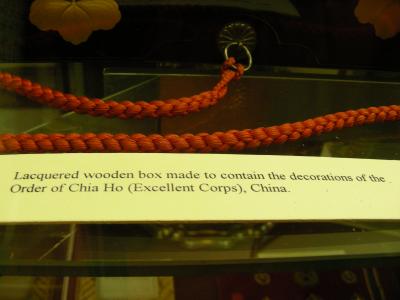 Lacquered wooden box made to contain the decorations of the
Order of Chia Ho (Excellent Corps), China.